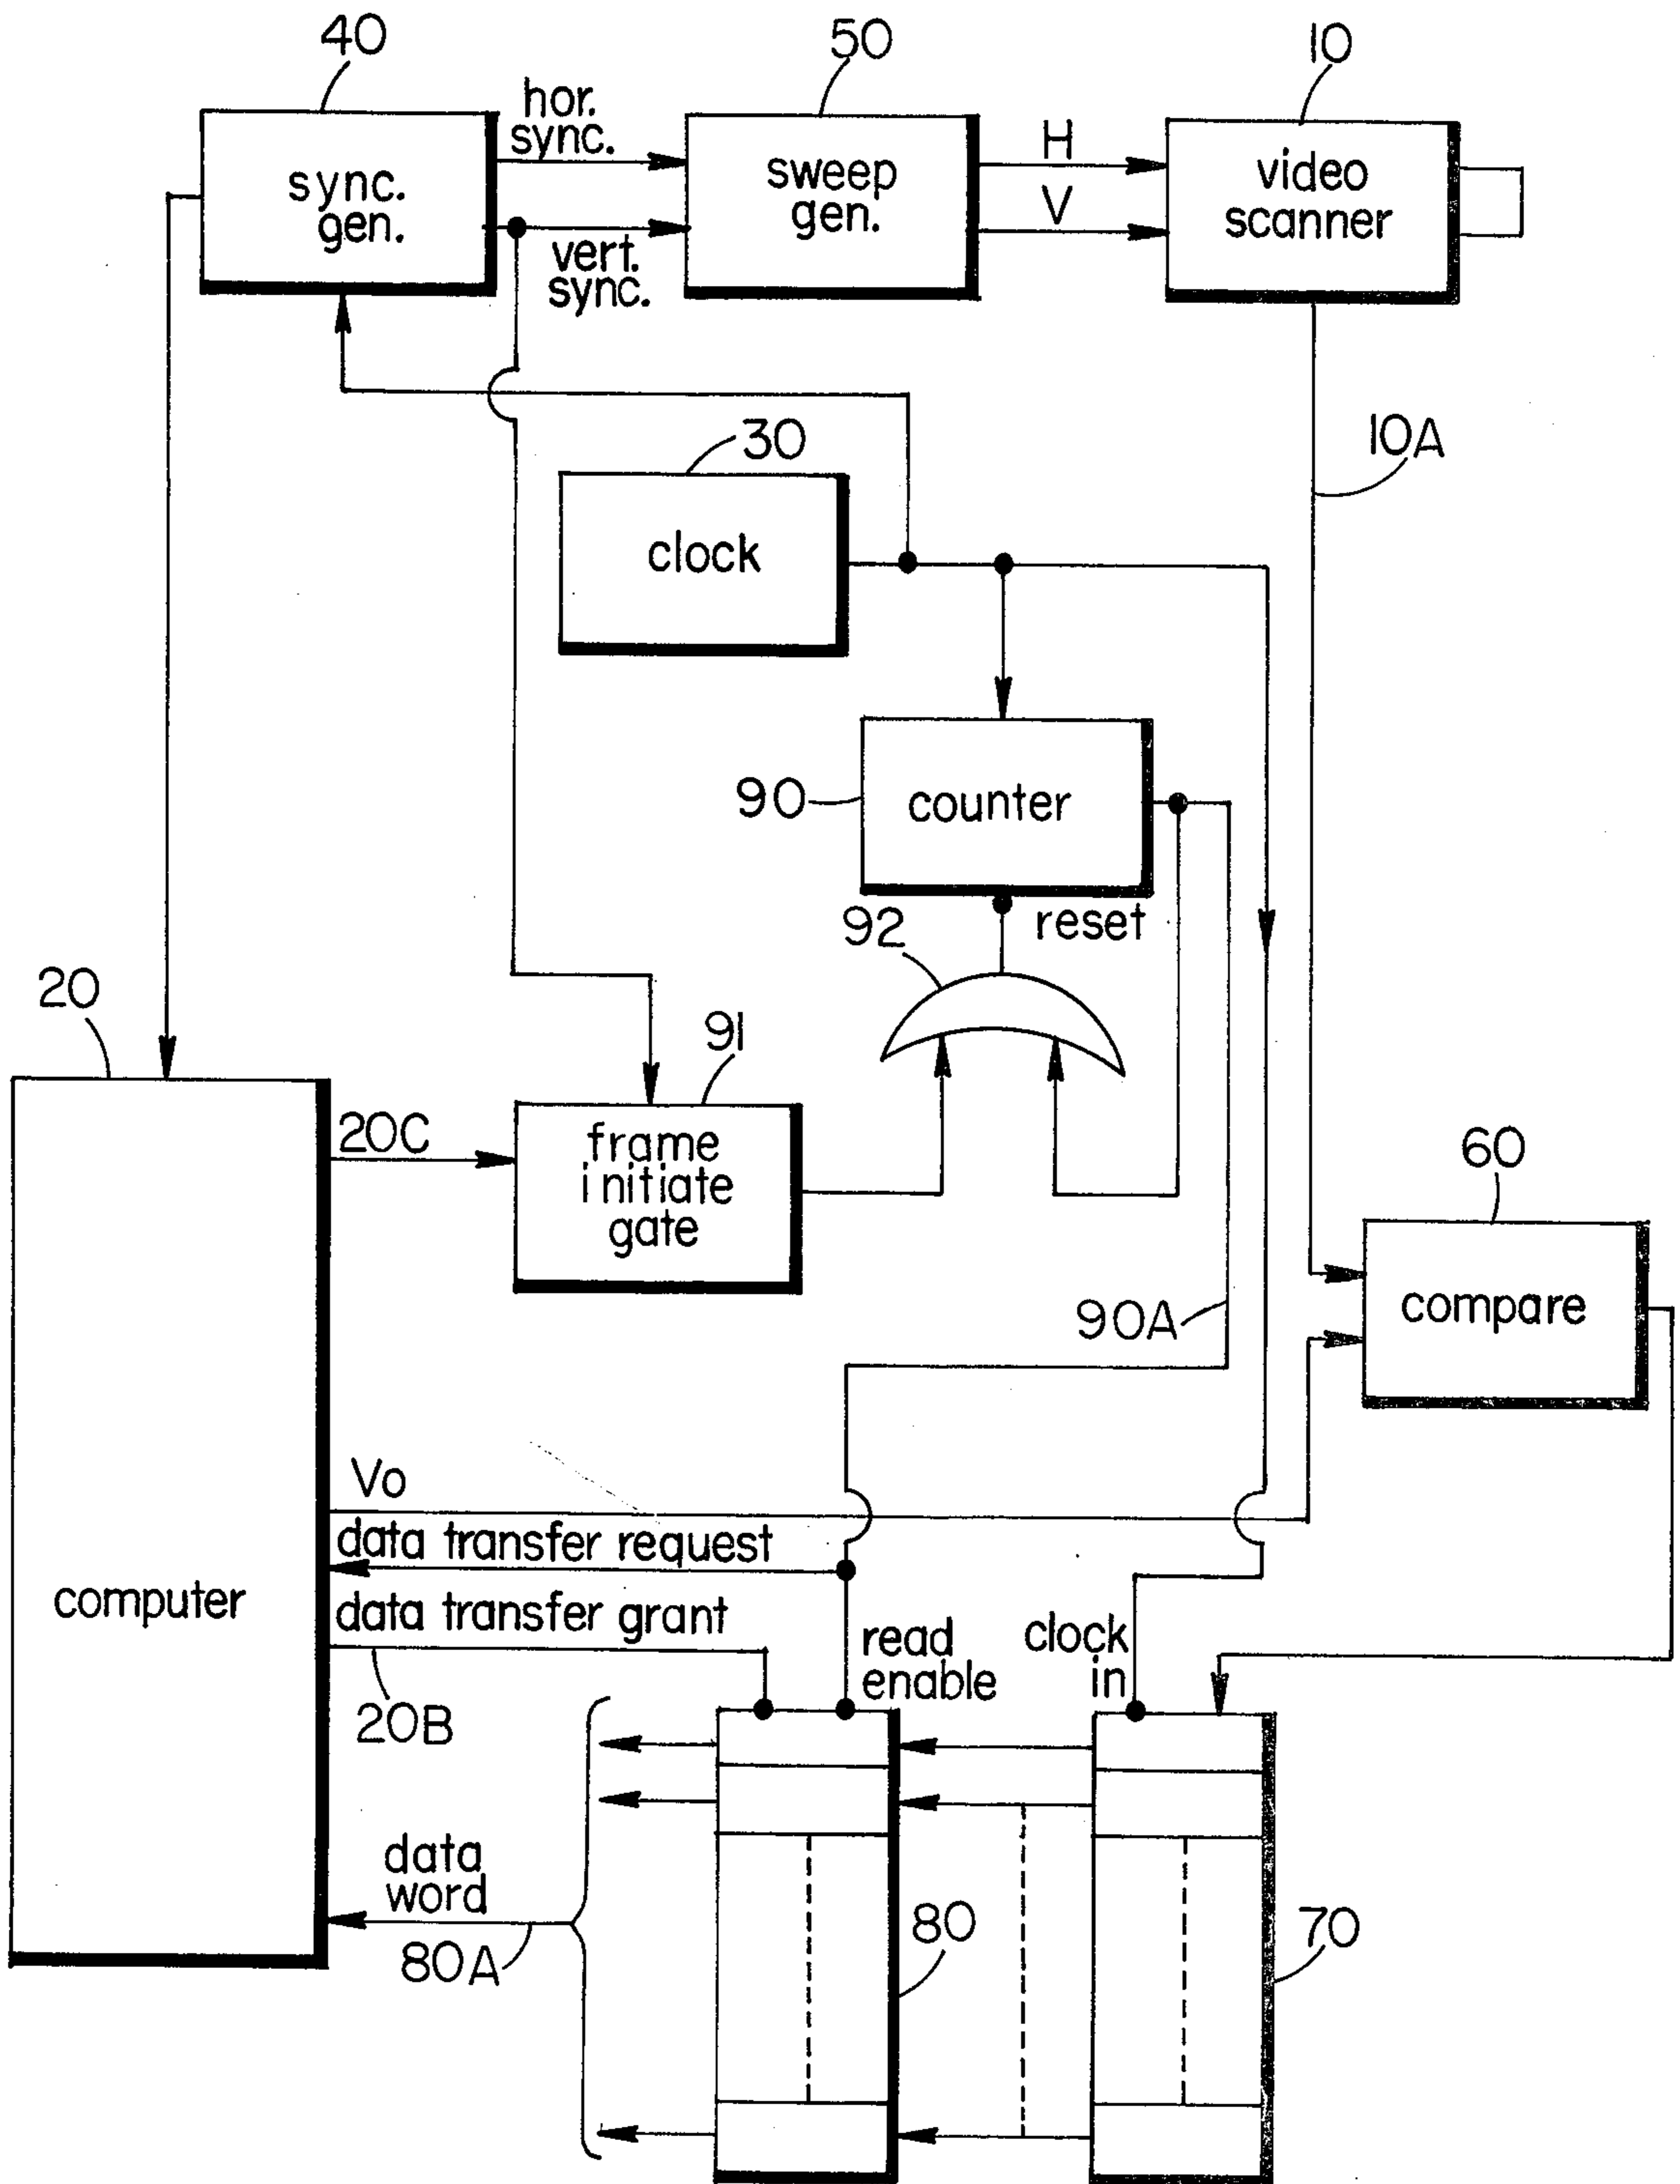 40
50
10
hor.
sync.
sync.
gen.
vert.
sync.
sweep
gen.
H
V
video
scanner
10A
30
clock
90
counter
reset
92
20
91
20C
frame
initiate
gate
60
compare
90A
Vo
data transfer request
computer
data transfer grant
20B
read
enable
clock
in
data
word
80A
80
70